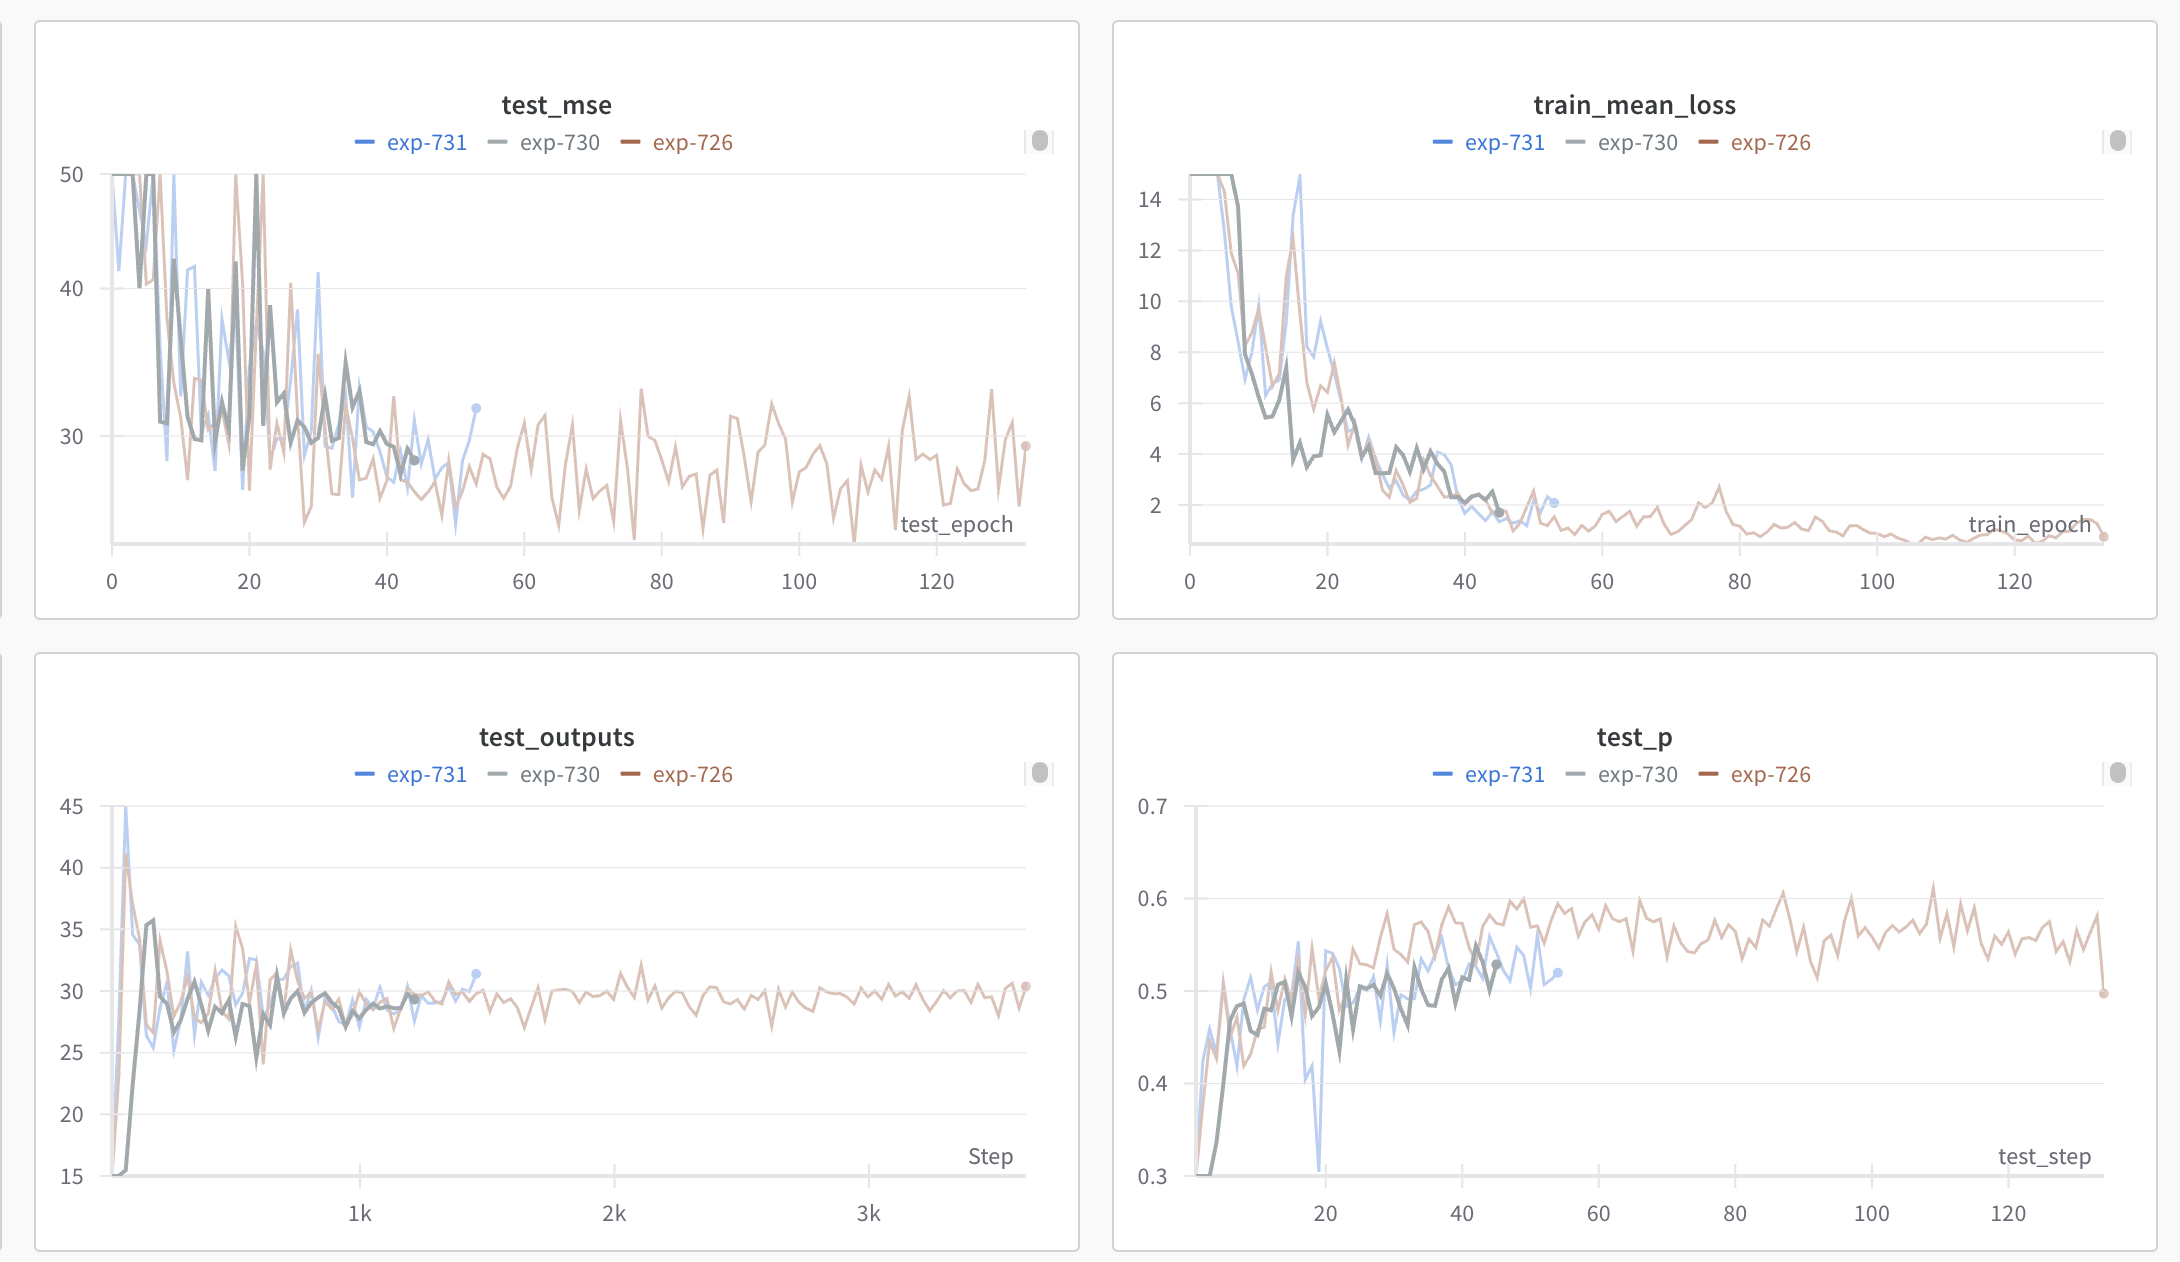 test_mse
exp-731 exp-730 exp-726
50
40
30
test_epoch
0 20 40 60 80 100 120
train_mean_loss
exp-731 exp-730 exp-726
14
12
10
8
6
4
2
train_epoch
0 20 40 60 80 100 120
test_outputs
exp-731 exp-730 exp-726
45
40
35
30
25
20
15
Step
1k 2k 3k
test_p
exp-731 exp-730 exp-726
0.7
0.6
0.5
0.4
0.3
test_step
20 40 60 80 100 120